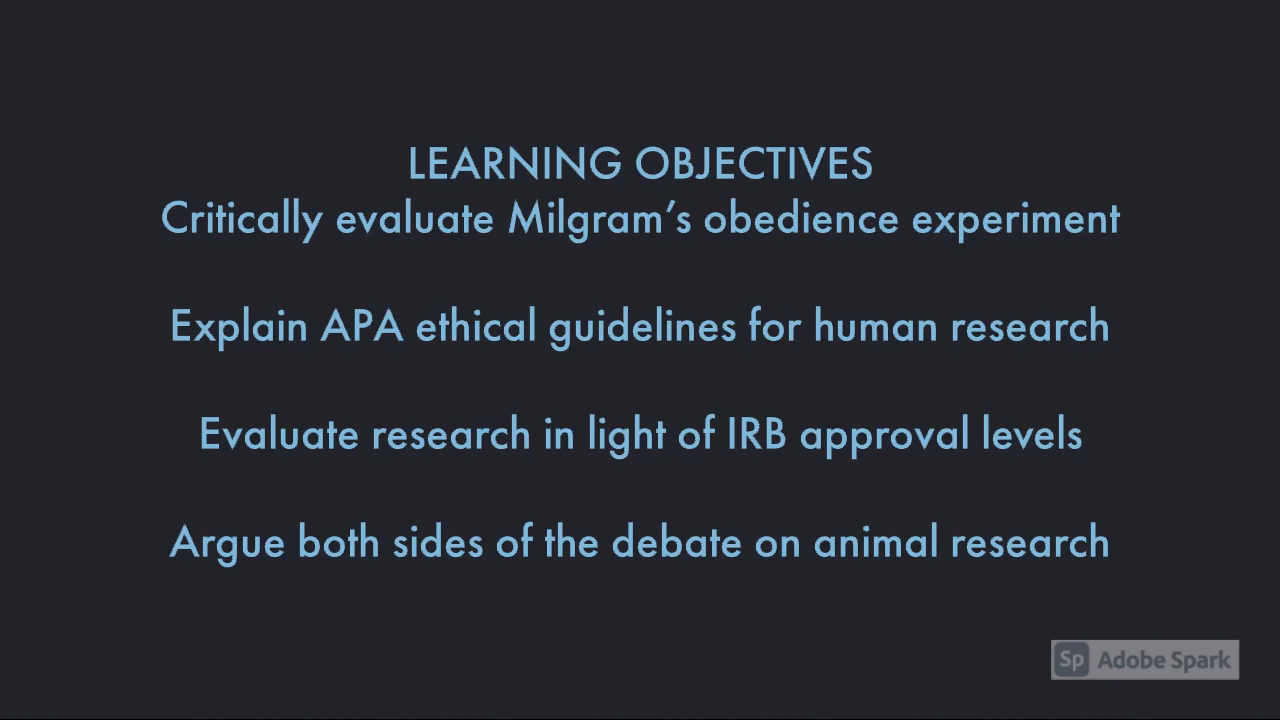 LEARNING OBJECTIVES
Critically evaluate Milgram’s obedience experiment
Explain APA ethical guidelines for human research
Evaluate research in light of IRB approval levels
Argue both sides of the debate on animal research
Sp Adobe Spark